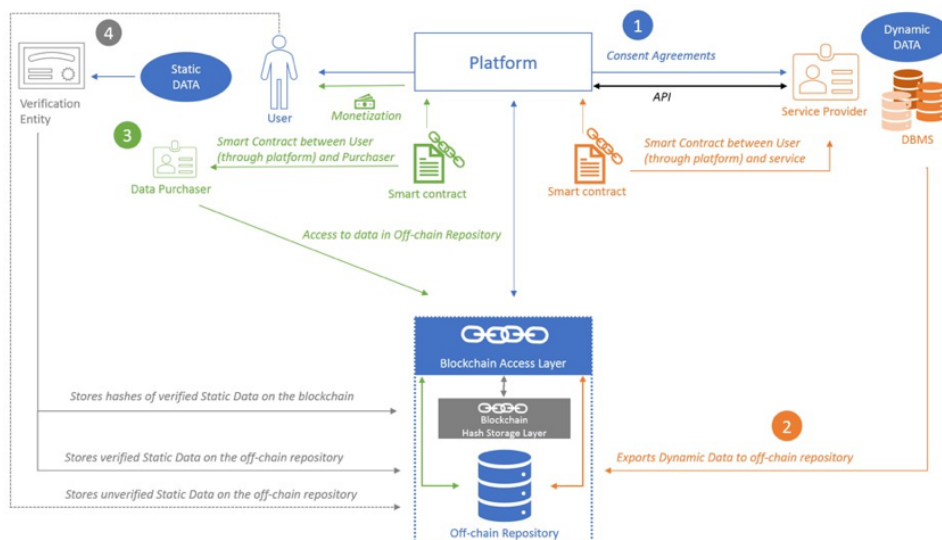 4
Verification
Entity
Static
DATA
User
1
Platform
Consent Agreements
API
Dynamic
DATA
Service Provider
DBMS
Monetization
3
Data Purchaser
Smart Contract between User
(through platform) and Purchaser
Smart contract
Smart contract
Smart Contract between User
(through platform) and service
Access to data in Off-chain Repository
Blockchain Access Layer
Blockchain
Hash Storage Layer
Off-chain Repository
Stores hashes of verified Static Data on the blockchain
Stores verified Static Data on the off-chain repository
Stores unverified Static Data on the off-chain repository
2
Exports Dynamic Data to off-chain repository